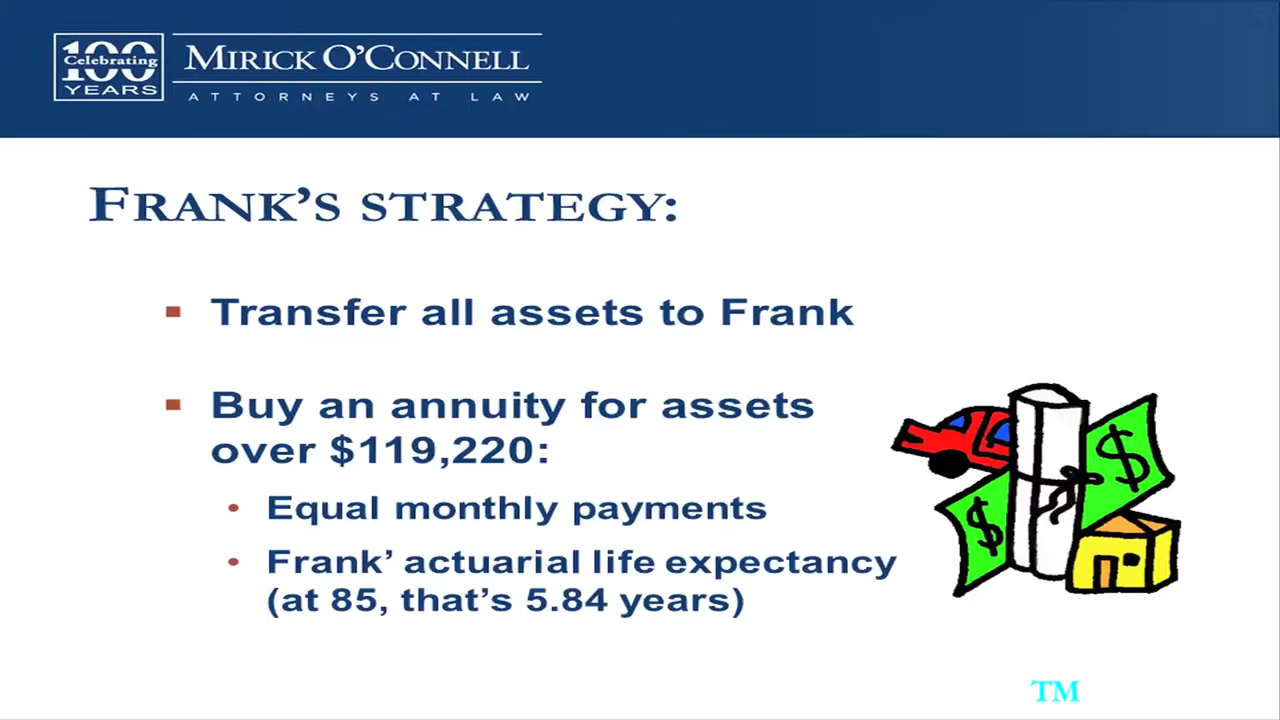 100
Celebrating
YEARS
MIRICK O'CONNELL
ATTORNEYS AT LAW
FRANK'S STRATEGY:
Transfer all assets to Frank
Buy an annuity for assets
over $119,220:
Equal monthly payments
Frank' actuarial life expectancy
(at 85, that's 5.84 years)
$
$
TM